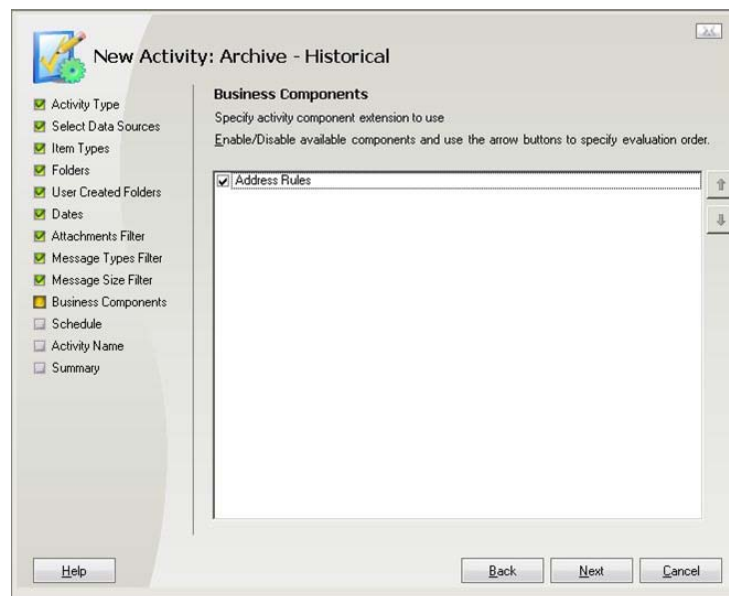 New Activity: Archive - Historical
Activity Type
Select Data Sources
Item Types
Folders
User Created Folders
Dates
Attachments Filter
Message Types Filter
Message Size Filter
Business Components
Schedule
Activity Name
Summary
Business Components
Specify activity component extension to use
Enable/Disable available components and use the arrow buttons to specify evaluation order.
Address Rules
Help
Back
Next
Cancel